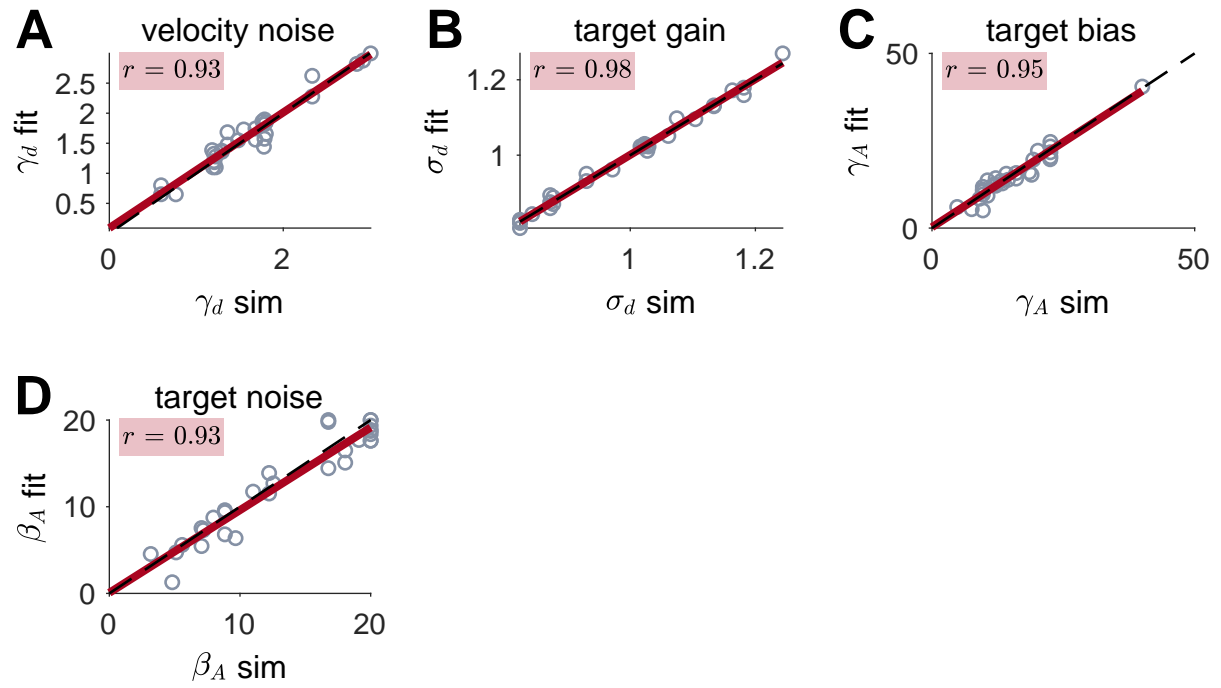 A
velocity noise
r = 0.93
2.5
2
1.5
1
0.5
γd fit
0
2
γd sim
B
target gain
r = 0.98
1.2
1
σd fit
1
1.2
σd sim
C
target bias
r = 0.95
50
0
γA fit
0
50
γA sim
D
target noise
r = 0.93
20
10
0
βA fit
0
10
20
βA sim